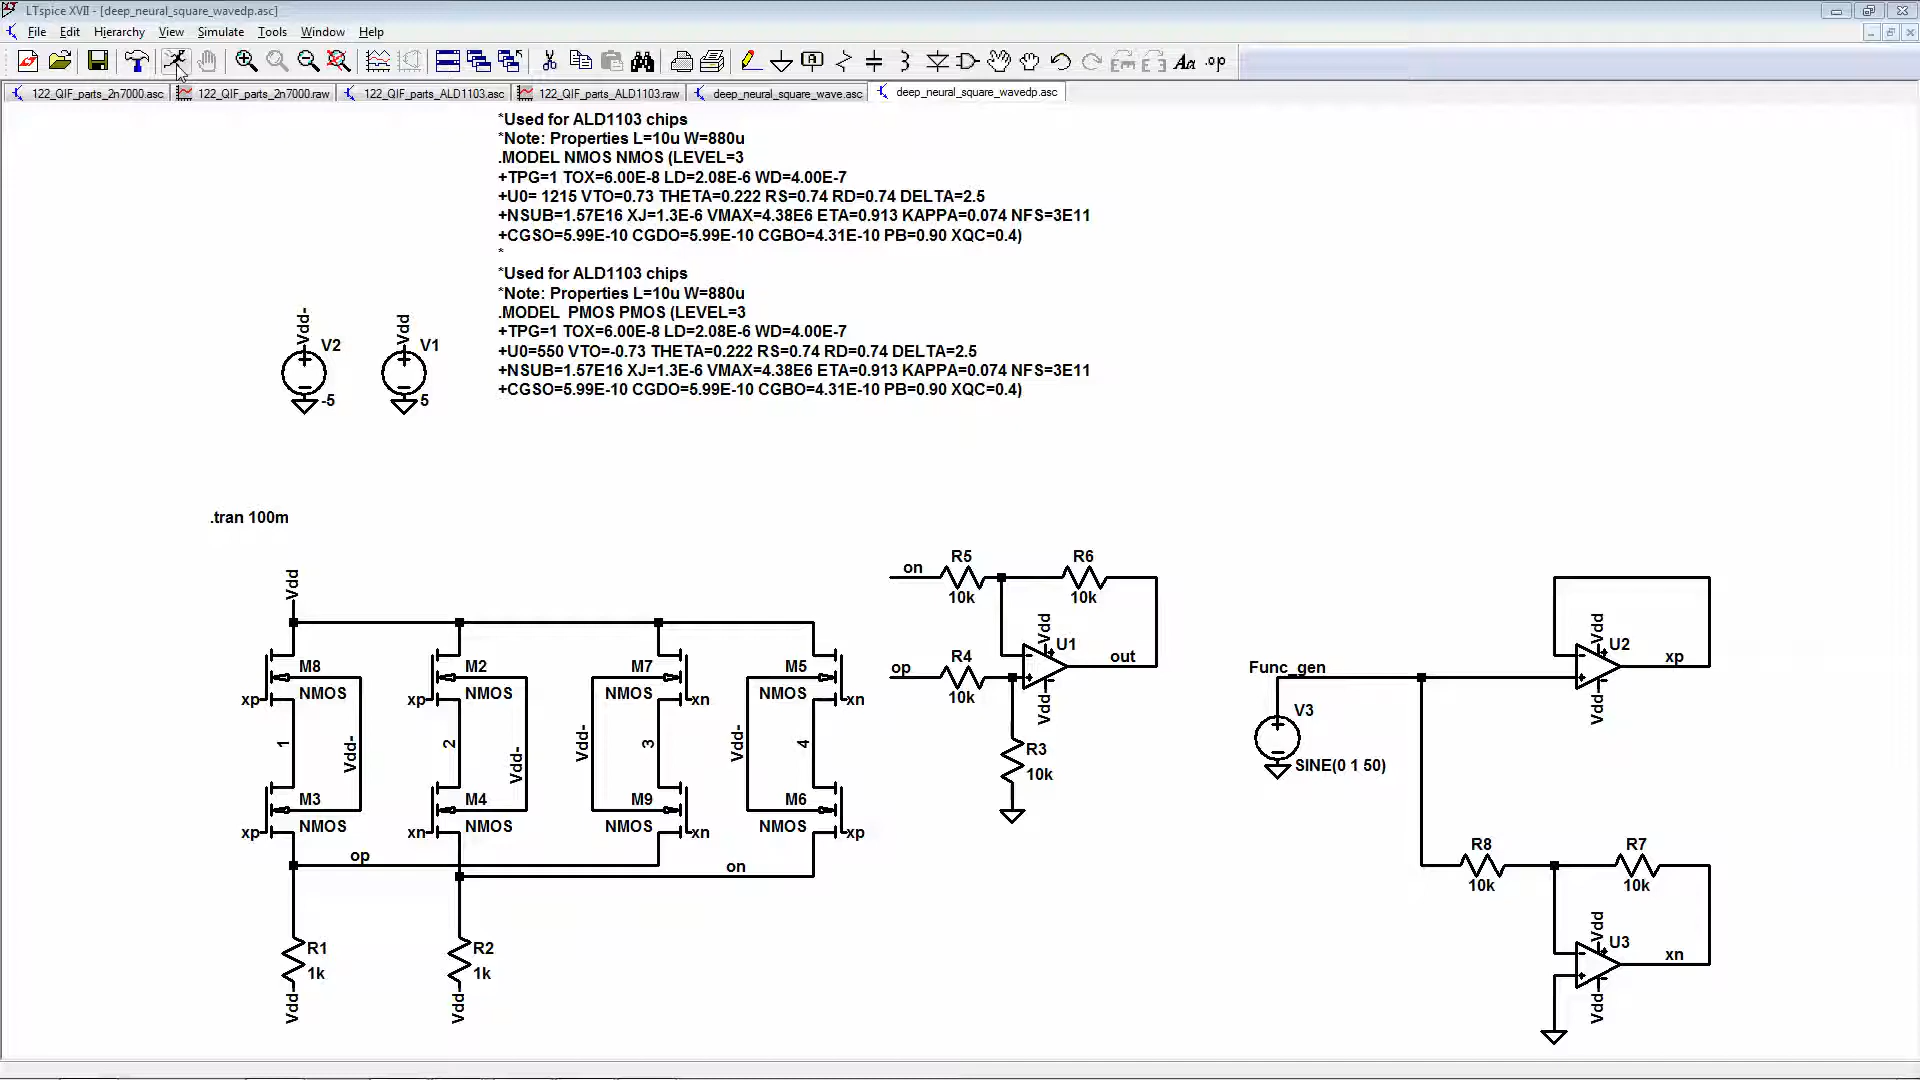 LTspice XVII - [deep_neural_square_wavedp.asc]
File Edit Hierarchy View Simulate Tools Window Help
Aa .op
122_QIF_parts_2n7000.asc 122_QIF_parts_2n7000.raw 122_QIF_parts_ALD1103.asc 122_QIF_parts_ALD1103.raw deep_neural_square_wave.asc deep_neural_square_wavedp.asc
*Used for ALD1103 chips
*Note: Properties L=10u W=880u
.MODEL NMOS NMOS (LEVEL=3
+TPG=1 TOX=6.00E-8 LD=2.08E-6 WD=4.00E-7
+U0= 1215 VTO=0.73 THETA=0.222 RS=0.74 RD=0.74 DELTA=2.5
+NSUB=1.57E16 XJ=1.3E-6 VMAX=4.38E6 ETA=0.913 KAPPA=0.074 NFS=3E11
+CGSO=5.99E-10 CGDO=5.99E-10 CGBO=4.31E-10 PB=0.90 XQC=0.4)
*
*Used for ALD1103 chips
*Note: Properties L=10u W=880u
.MODEL  PMOS PMOS (LEVEL=3
+TPG=1 TOX=6.00E-8 LD=2.08E-6 WD=4.00E-7
+U0=550 VTO=-0.73 THETA=0.222 RS=0.74 RD=0.74 DELTA=2.5
+NSUB=1.57E16 XJ=1.3E-6 VMAX=4.38E6 ETA=0.913 KAPPA=0.074 NFS=3E11
+CGSO=5.99E-10 CGDO=5.99E-10 CGBO=4.31E-10 PB=0.90 XQC=0.4)
Vdd- Vdd
V2 V1
-5 5
.tran 100m
Vdd
M8 M2 M7 M5
NMOS NMOS NMOS NMOS
xp xp xn xn
1 Vdd- 2 Vdd- Vdd- 3 Vdd- 4
M3 M4 M9 M6
NMOS NMOS NMOS NMOS
xp xn xn xp
op on
R1 R2
1k 1k
Vdd- Vdd-
on R5 R6
10k 10k
Vdd U1
op R4 out
10k Vdd-
R3
10k
Func_gen
V3
SINE(0 1 50)
Vdd U2
xp
Vdd-
R8 R7
10k 10k
Vdd U3
xn
Vdd-